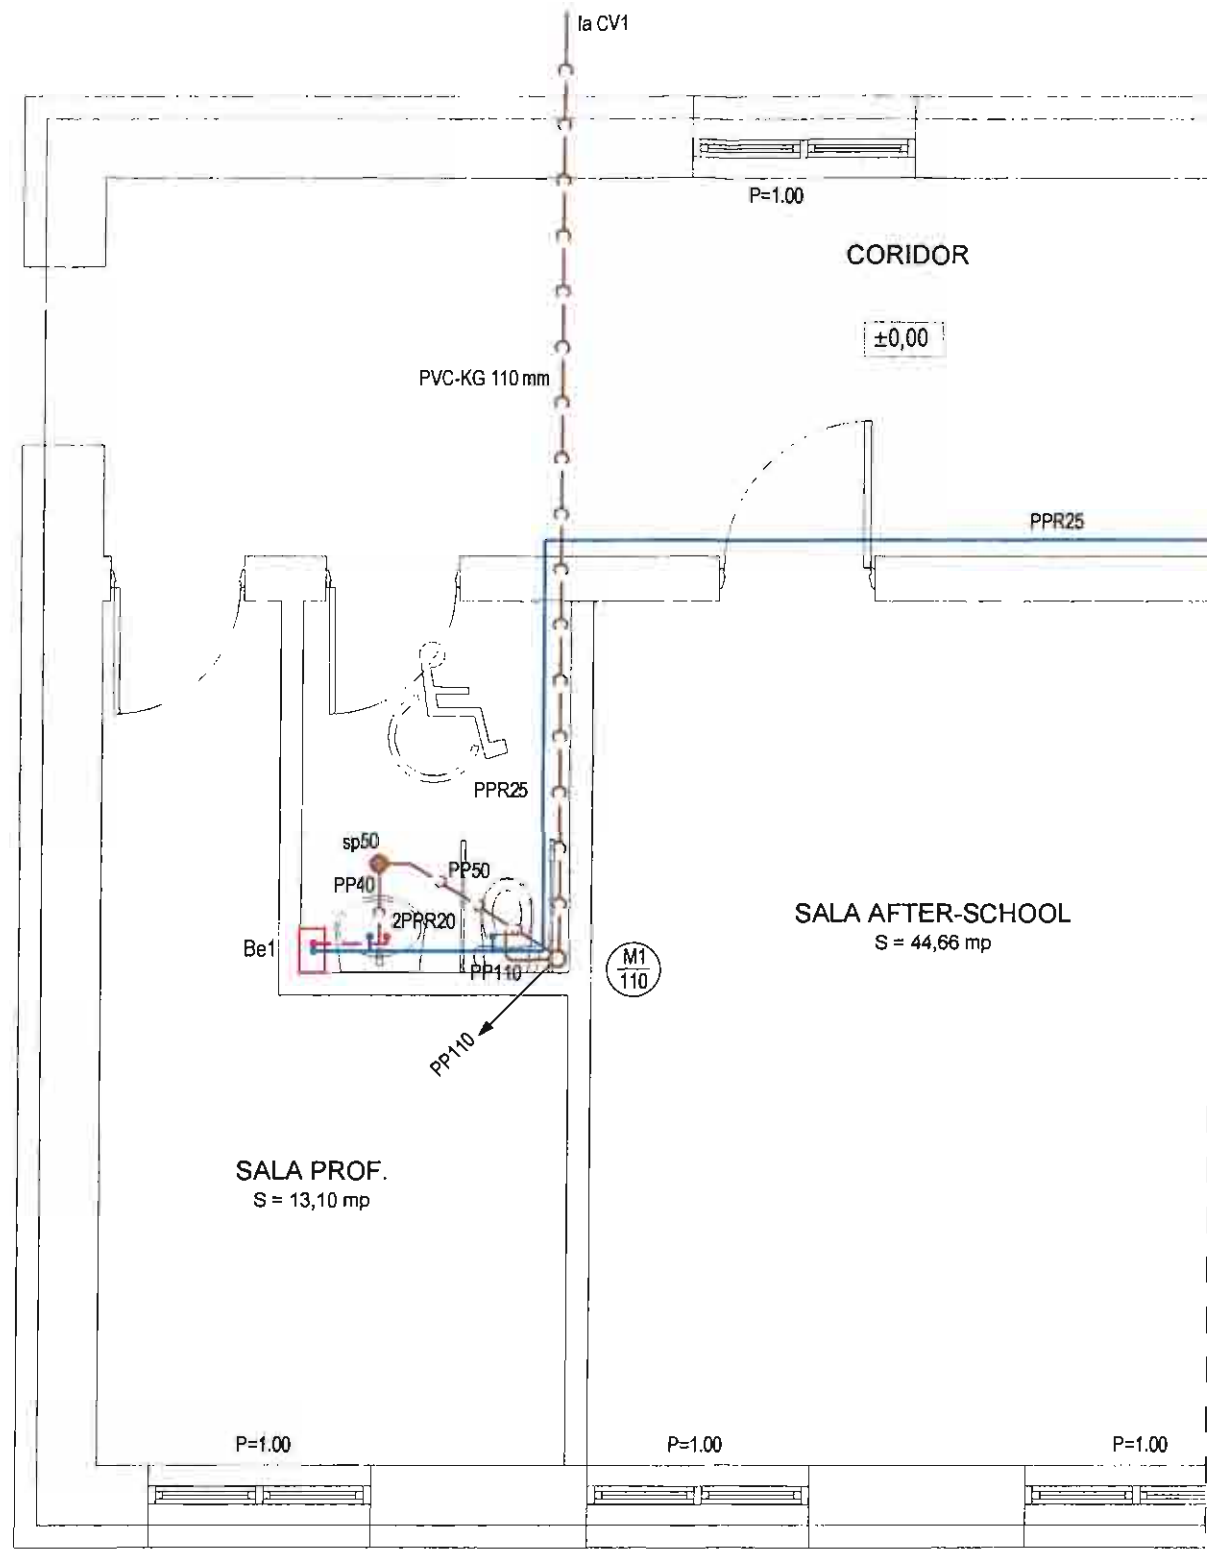 la CV1
P=1.00
CORIDOR
±0,00
PVC-KG 110 mm
PPR25
PPR25
sp50
PP50
PP40
2PPR20
Be1
PP110
M1
110
PP110
SALA AFTER-SCHOOL
S = 44,66 mp
SALA PROF.
S = 13,10 mp
P=1.00
P=1.00
P=1.00